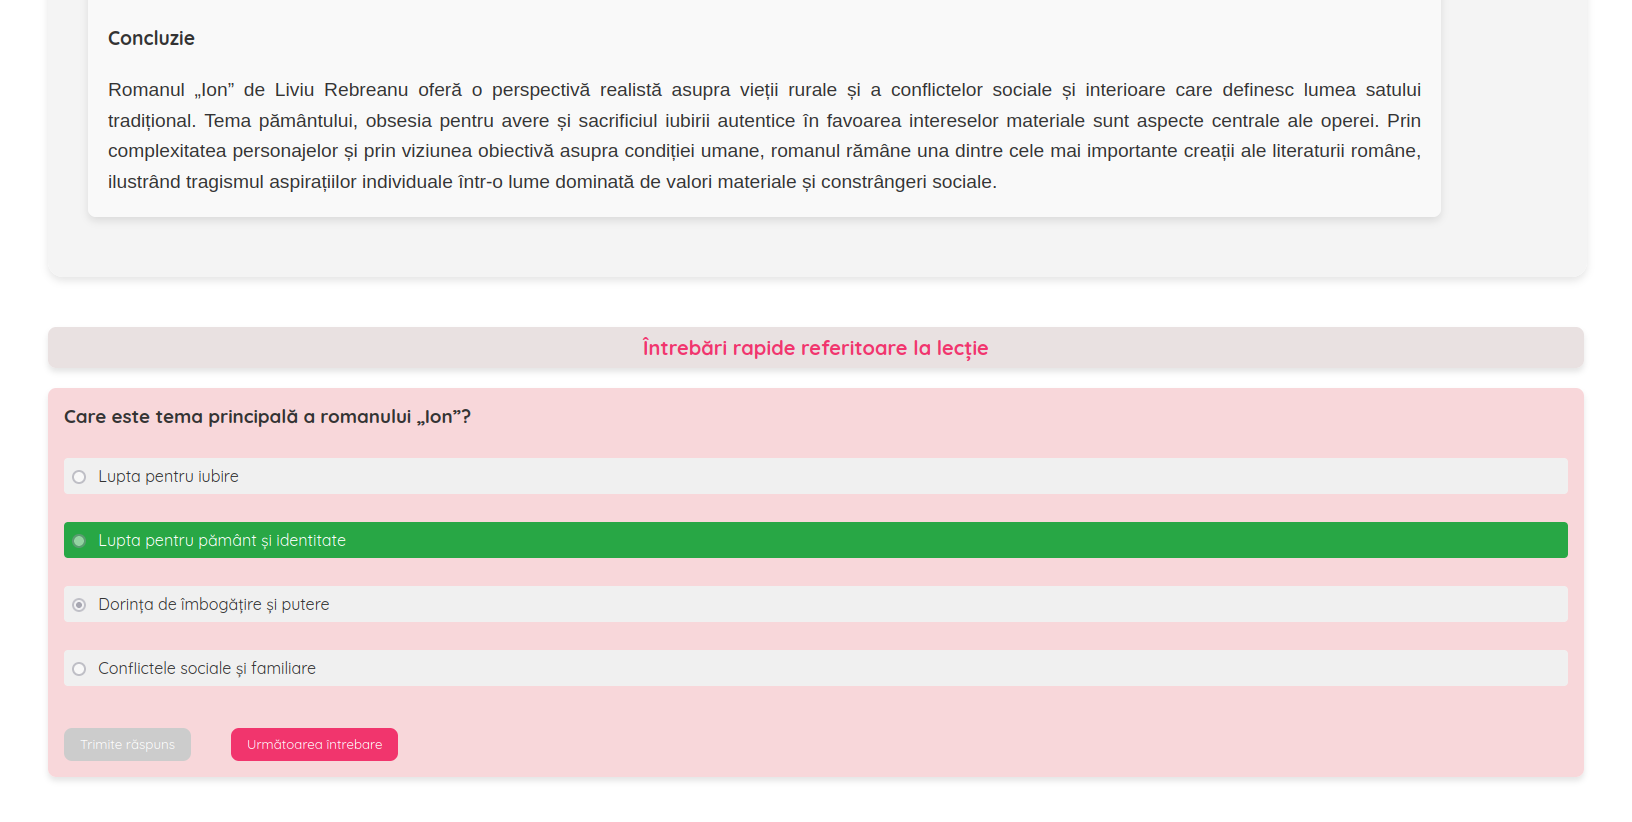 Concluzie
Romanul „Ion” de Liviu Rebreanu oferă o perspectivă realistă asupra vieții rurale și a conflictelor sociale și interioare care definesc lumea satului
tradițional. Tema pământului, obsesia pentru avere și sacrificiul iubirii autentice în favoarea intereselor materiale sunt aspecte centrale ale operei. Prin
complexitatea personajelor și prin viziunea obiectivă asupra condiției umane, romanul rămâne una dintre cele mai importante creații ale literaturii române,
ilustrând tragismul aspirațiilor individuale într-o lume dominată de valori materiale și constrângeri sociale.
Întrebări rapide referitoare la lecție
Care este tema principală a romanului „Ion”?
Lupta pentru iubire
Lupta pentru pământ și identitate
Dorința de îmbogățire și putere
Conflictele sociale și familiare
Trimite răspuns
Următoarea întrebare